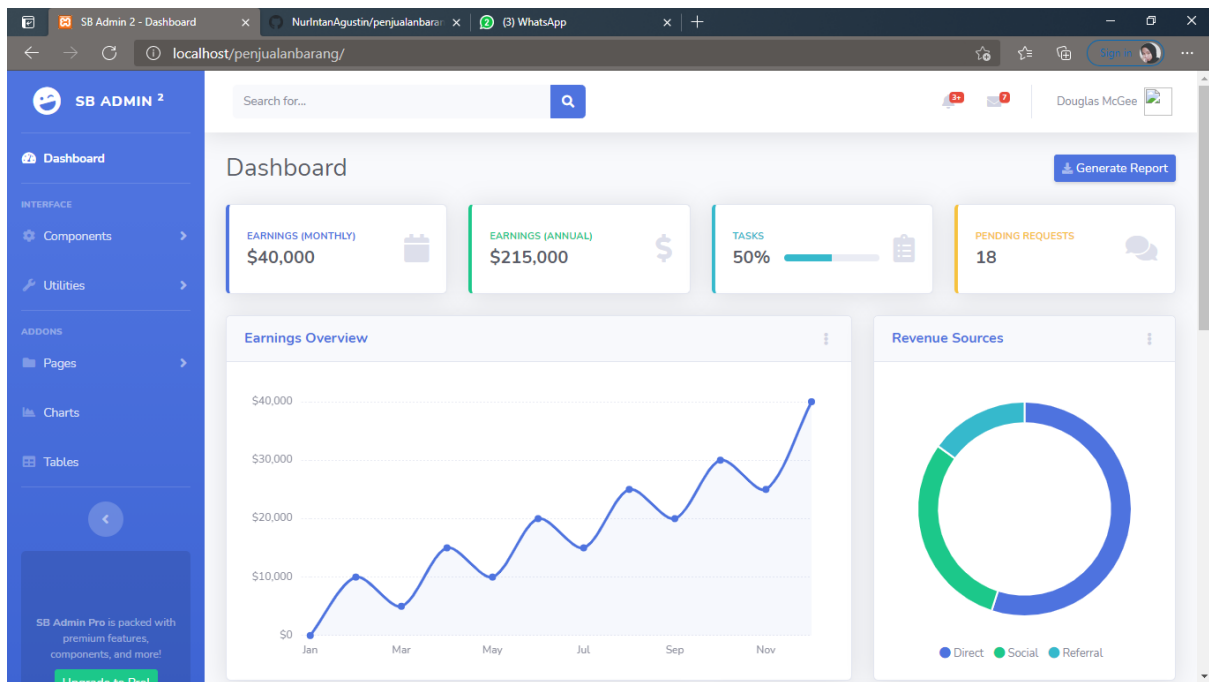 SB Admin 2 - Dashboard
NurIntanAgustin/penjualanbaran
(3) WhatsApp
localhost/penjualanbarang/
Sign in
SB ADMIN 2
Search for...
3+
7
Douglas McGee
Dashboard
Dashboard
Generate Report
INTERFACE
Components
Utilities
ADDONS
Pages
Charts
Tables
SB Admin Pro is packed with
premium features,
components, and more!
Upgrade to Pro!
EARNINGS (MONTHLY)
$40,000
EARNINGS (ANNUAL)
$215,000
TASKS
50%
PENDING REQUESTS
18
Earnings Overview
$40,000
$30,000
$20,000
$10,000
$0
Jan Mar May Jul Sep Nov
Revenue Sources
Direct Social Referral